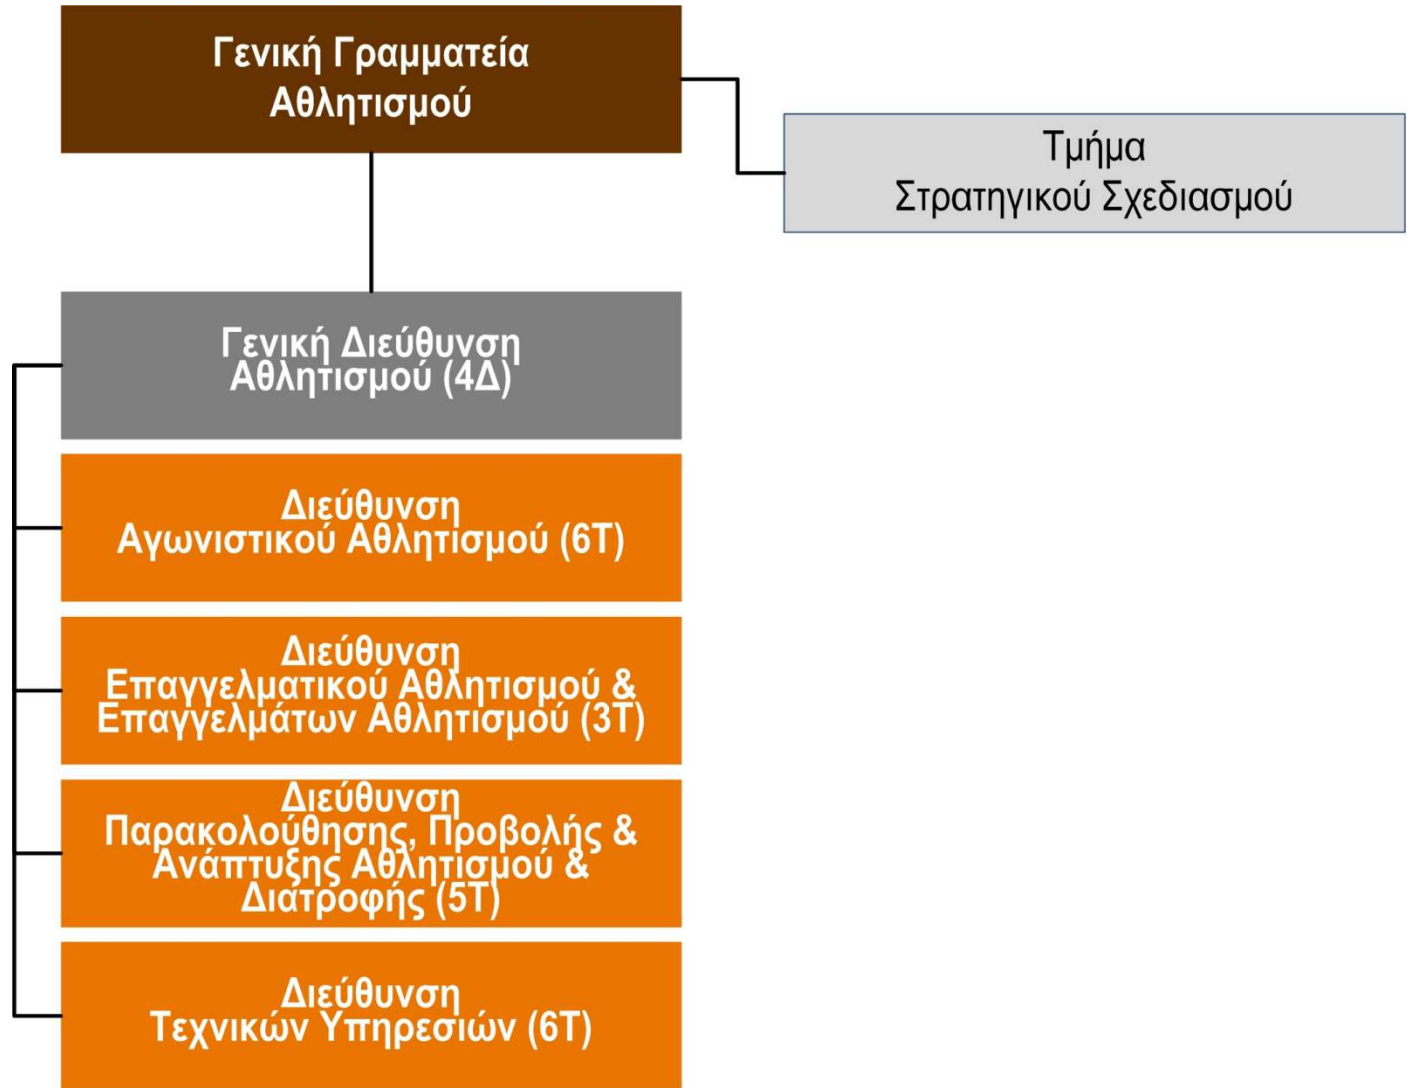 Γενική Γραμματεία
Αθλητισμού
Τμήμα
Στρατηγικού Σχεδιασμού
Γενική Διεύθυνση
Αθλητισμού (4Δ)
Διεύθυνση
Αγωνιστικού Αθλητισμού (6Τ)
Διεύθυνση
Επαγγελματικού Αθλητισμού &
Επαγγελμάτων Αθλητισμού (3Τ)
Διεύθυνση
Παρακολούθησης, Προβολής &
Ανάπτυξης Αθλητισμού &
Διατροφής (5Τ)
Διεύθυνση
Τεχνικών Υπηρεσιών (6Τ)